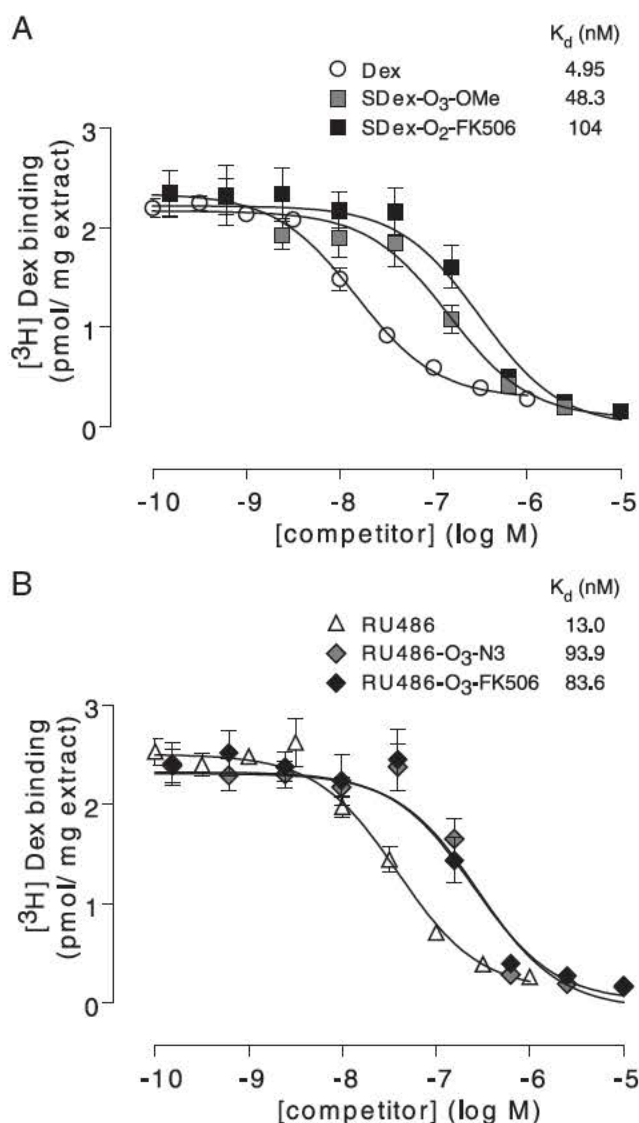 A
K_d (nM)
Dex 4.95
SDex-O₃-OMe 48.3
SDex-O₂-FK506 104
3
2
1
0
[³H] Dex binding
(pmol/ mg extract)
-10 -9 -8 -7 -6 -5
[competitor] (log M)
B
K_d (nM)
RU486 13.0
RU486-O₃-N3 93.9
RU486-O₃-FK506 83.6
3
2
1
0
[³H] Dex binding
(pmol/ mg extract)
-10 -9 -8 -7 -6 -5
[competitor] (log M)